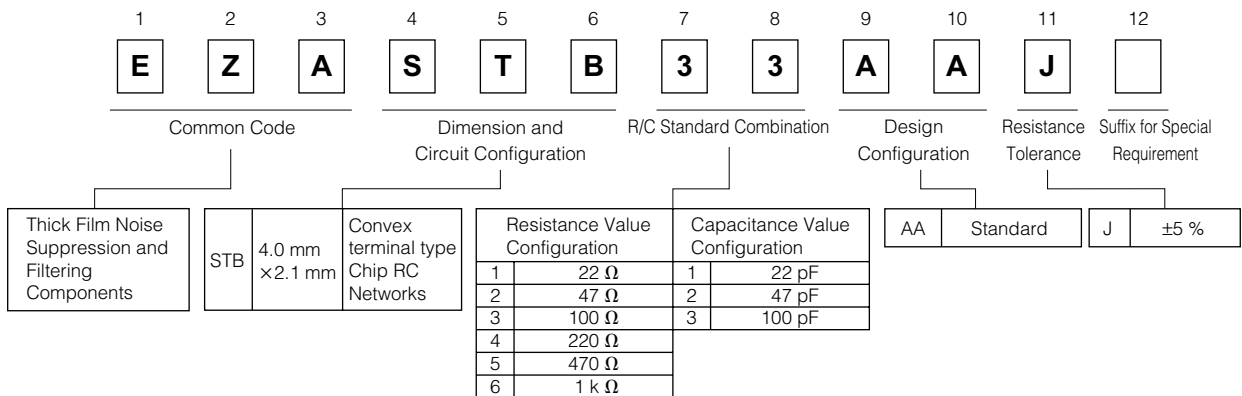 1 2 3 4 5 6 7 8 9 10 11 12
E Z A S T B 3 3 A A J
Common Code
Dimension and
Circuit Configuration
R/C Standard Combination
Design
Configuration
Resistance
Tolerance
Suffix for Special
Requirement
Thick Film Noise
Suppression and
Filtering
Components
STB
4.0 mm
×2.1 mm
Convex
terminal type
Chip RC
Networks
Resistance Value
Configuration
1 22 Ω
2 47 Ω
3 100 Ω
4 220 Ω
5 470 Ω
6 1 k Ω
Capacitance Value
Configuration
1 22 pF
2 47 pF
3 100 pF
AA Standard
J ±5 %